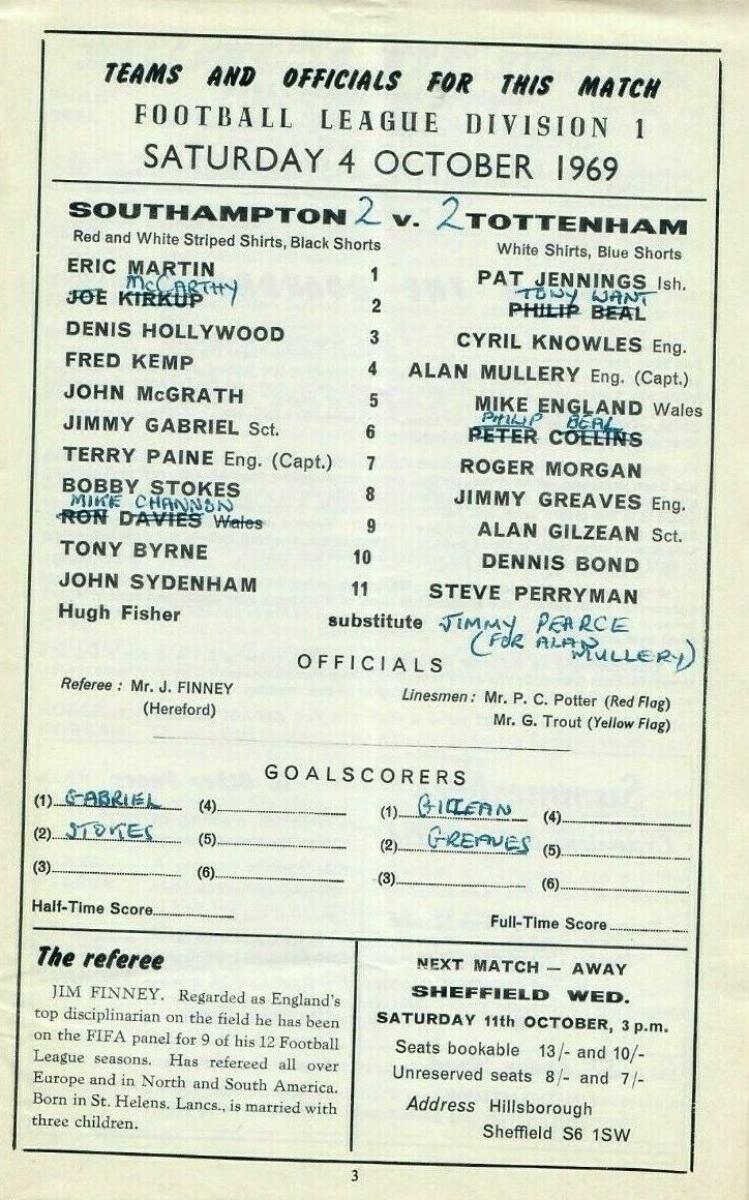 TEAMS AND OFFICIALS FOR THIS MATCH
FOOTBALL LEAGUE DIVISION 1
SATURDAY 4 OCTOBER 1969
SOUTHAMPTON 2 v. 2 TOTTENHAM
Red and White Striped Shirts, Black Shorts
White Shirts, Blue Shorts
ERIC MARTIN 1 PAT JENNINGS Ish.
McCARTHY TONY WANT
JOE KIRKUP 2 PHILIP BEAL
DENIS HOLLYWOOD 3 CYRIL KNOWLES Eng.
FRED KEMP 4 ALAN MULLERY Eng. (Capt.)
JOHN McGRATH 5 MIKE ENGLAND Wales
PHILIP BEAL
JIMMY GABRIEL Sct. 6 PETER COLLINS
TERRY PAINE Eng. (Capt.) 7 ROGER MORGAN
BOBBY STOKES 8 JIMMY GREAVES Eng.
MIKE CHANNON
RON DAVIES Wales 9 ALAN GILZEAN Sct.
TONY BYRNE 10 DENNIS BOND
JOHN SYDENHAM 11 STEVE PERRYMAN
Hugh Fisher substitute JIMMY PEARCE
(FOR ALAN
MULLERY)
OFFICIALS
Referee : Mr. J. FINNEY
(Hereford)
Linesmen : Mr. P. C. Potter (Red Flag)
Mr. G. Trout (Yellow Flag)
GOALSCORERS
(1) GABRIEL (4) (1) GILZEAN (4)
(2) STOKES (5) (2) GREAVES (5)
(3) (6) (3) (6)
Half-Time Score Full-Time Score
The referee
JIM FINNEY. Regarded as England's
top disciplinarian on the field he has been
on the FIFA panel for 9 of his 12 Football
League seasons. Has refereed all over
Europe and in North and South America.
Born in St. Helens. Lancs., is married with
three children.
NEXT MATCH — AWAY
SHEFFIELD WED.
SATURDAY 11th OCTOBER, 3 p.m.
Seats bookable 13/- and 10/-
Unreserved seats 8/- and 7/-
Address Hillsborough
Sheffield S6 1SW
3